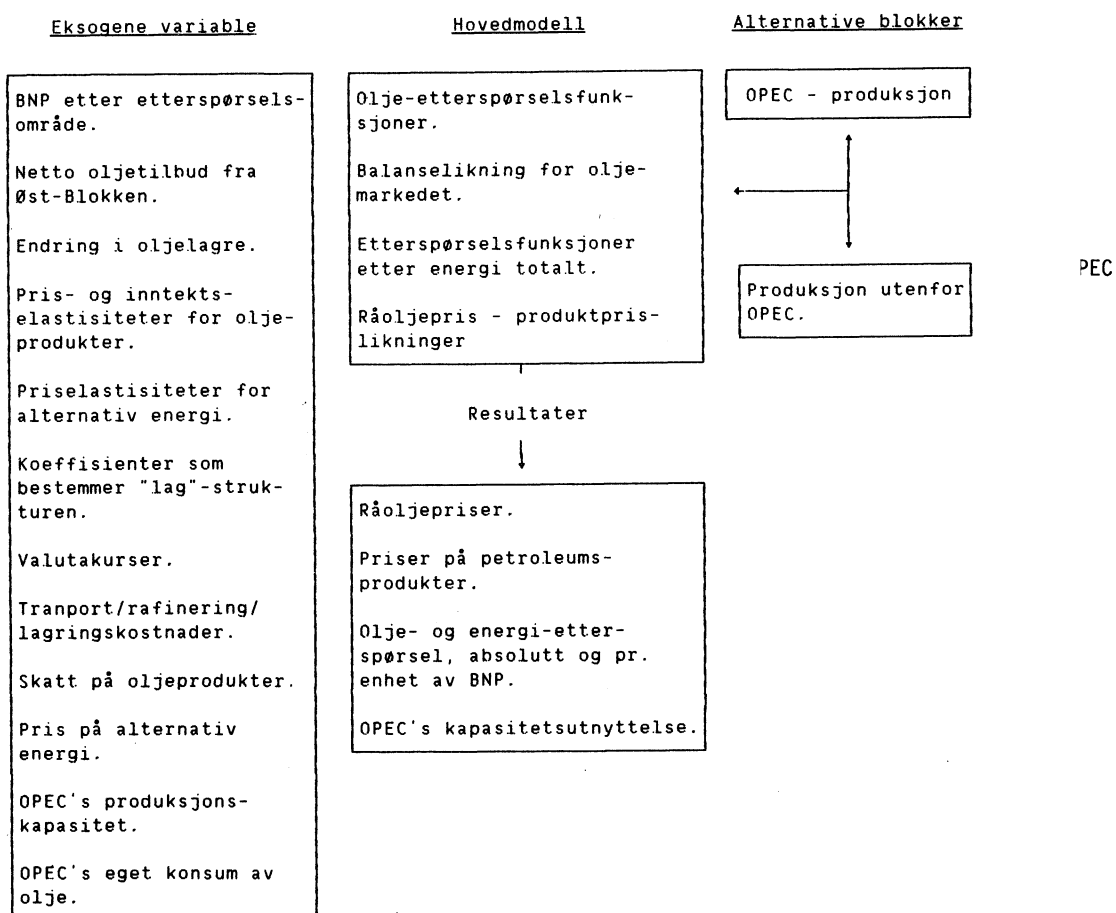 Eksogene variable
BNP etter etterspørsels-
område.
Netto oljetilbud fra
Øst-Blokken.
Endring i oljelagre.
Pris- og inntekts-
elastisiteter for olje-
produkter.
Priselastisiteter for
alternativ energi.
Koeffisienter som
bestemmer "lag"-struk-
turen.
Valutakurser.
Tranport/rafinering/
lagringskostnader.
Skatt på oljeprodukter.
Pris på alternativ
energi.
OPEC's produksjons-
kapasitet.
OPEC's eget konsum av
olje.
Hovedmodell
Olje-etterspørselsfunk-
sjoner.
Balanselikning for olje-
markedet.
Etterspørselsfunksjoner
etter energi totalt.
Råoljepris - produktpris-
likninger
Resultater
Råoljepriser.
Priser på petroleums-
produkter.
Olje- og energi-etter-
spørsel, absolutt og pr.
enhet av BNP.
OPEC's kapasitetsutnyttelse.
Alternative blokker
OPEC - produksjon
Produksjon utenfor
OPEC.
PEC